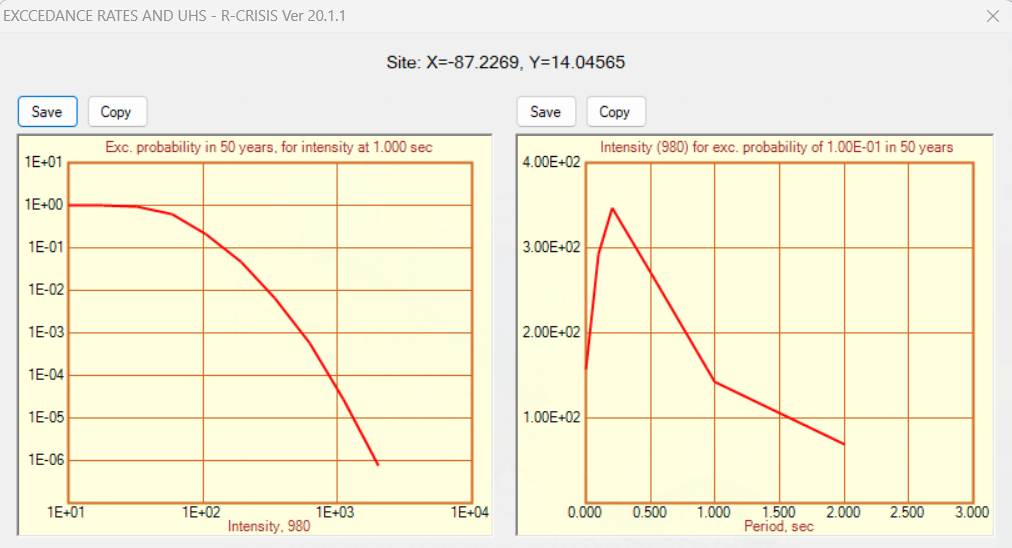 EXCCEDANCE RATES AND UHS - R-CRISIS Ver 20.1.1
Site: X=-87.2269, Y=14.04565
Save Copy
Exc. probability in 50 years, for intensity at 1.000 sec
1E+01
1E+00
1E-01
1E-02
1E-03
1E-04
1E-05
1E-06
1E+01 1E+02 1E+03 1E+04
Intensity, 980
Save Copy
Intensity (980) for exc. probability of 1.00E-01 in 50 years
4.00E+02
3.00E+02
2.00E+02
1.00E+02
0.000 0.500 1.000 1.500 2.000 2.500 3.000
Period, sec